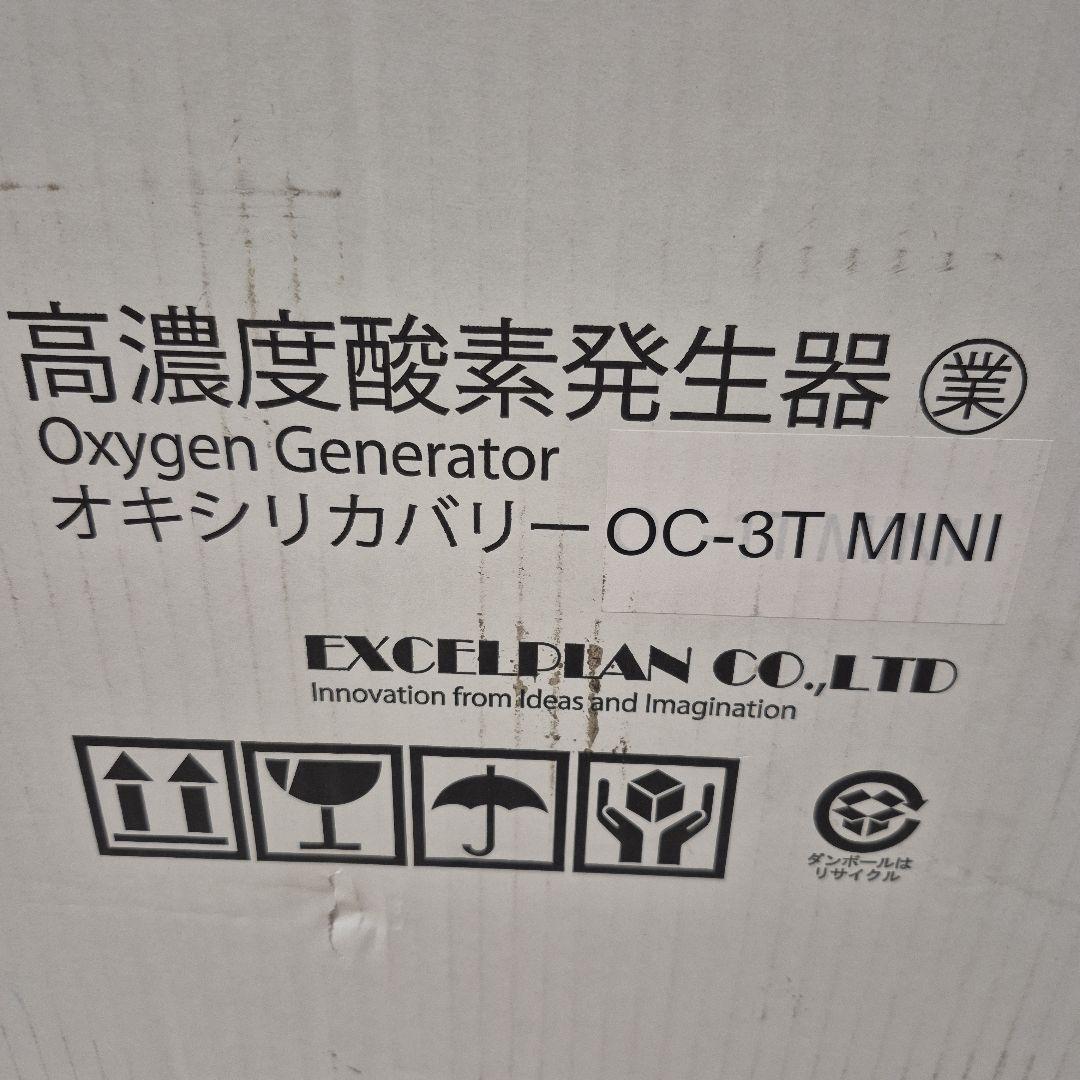 高濃度酸素発生器 ㊫業
Oxygen Generator
オキシリカバリー OC-3T MINI
EXCELPLAN CO.,LTD
Innovation from Ideas and Imagination
ダンボールは
リサイクル